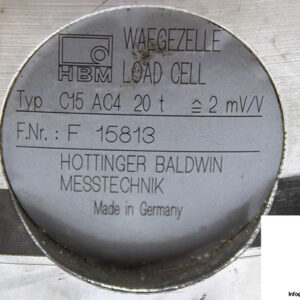 WAEGEZELLE
HBM LOAD CELL
Typ C15 AC4 20 t ≙ 2 mV/V
F.Nr.: F 15813
HOTTINGER BALDWIN
MESSTECHNIK
Made in Germany